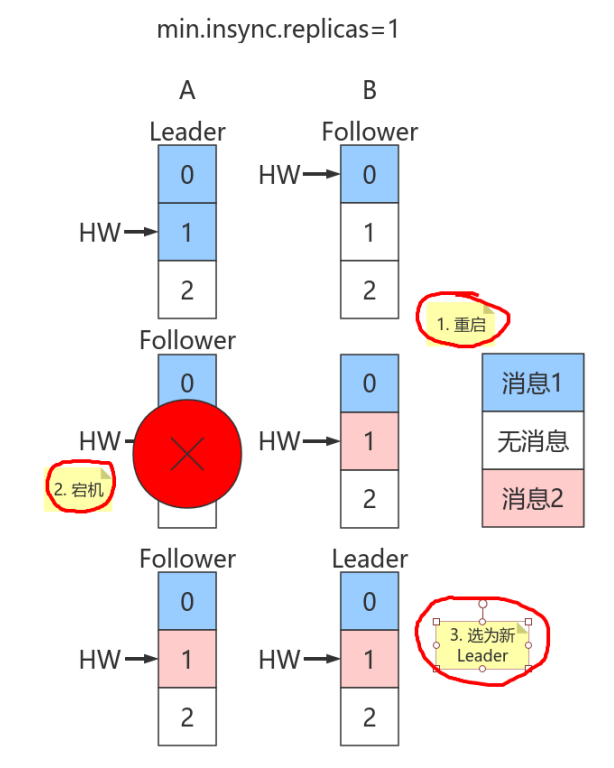 min.insync.replicas=1
A
B
Leader
Follower
0
0
HW
HW
1
1
2
2
1. 重启
Follower
0
0
消息1
HW
HW
1
无消息
2. 宕机
2
消息2
Follower
Leader
0
0
3. 选为新
Leader
HW
1
HW
1
2
2